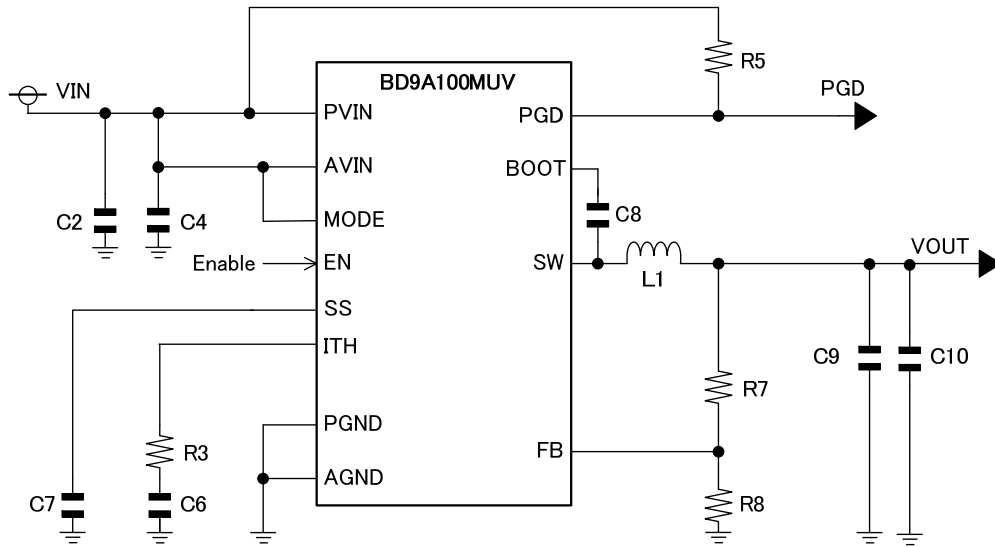 BD9A100MUV
R5
VIN
PGD
PVIN
PGD
AVIN
BOOT
C2
C4
MODE
C8
Enable
EN
SW
L1
VOUT
SS
ITH
C9
C10
R7
PGND
R3
FB
AGND
C7
C6
R8